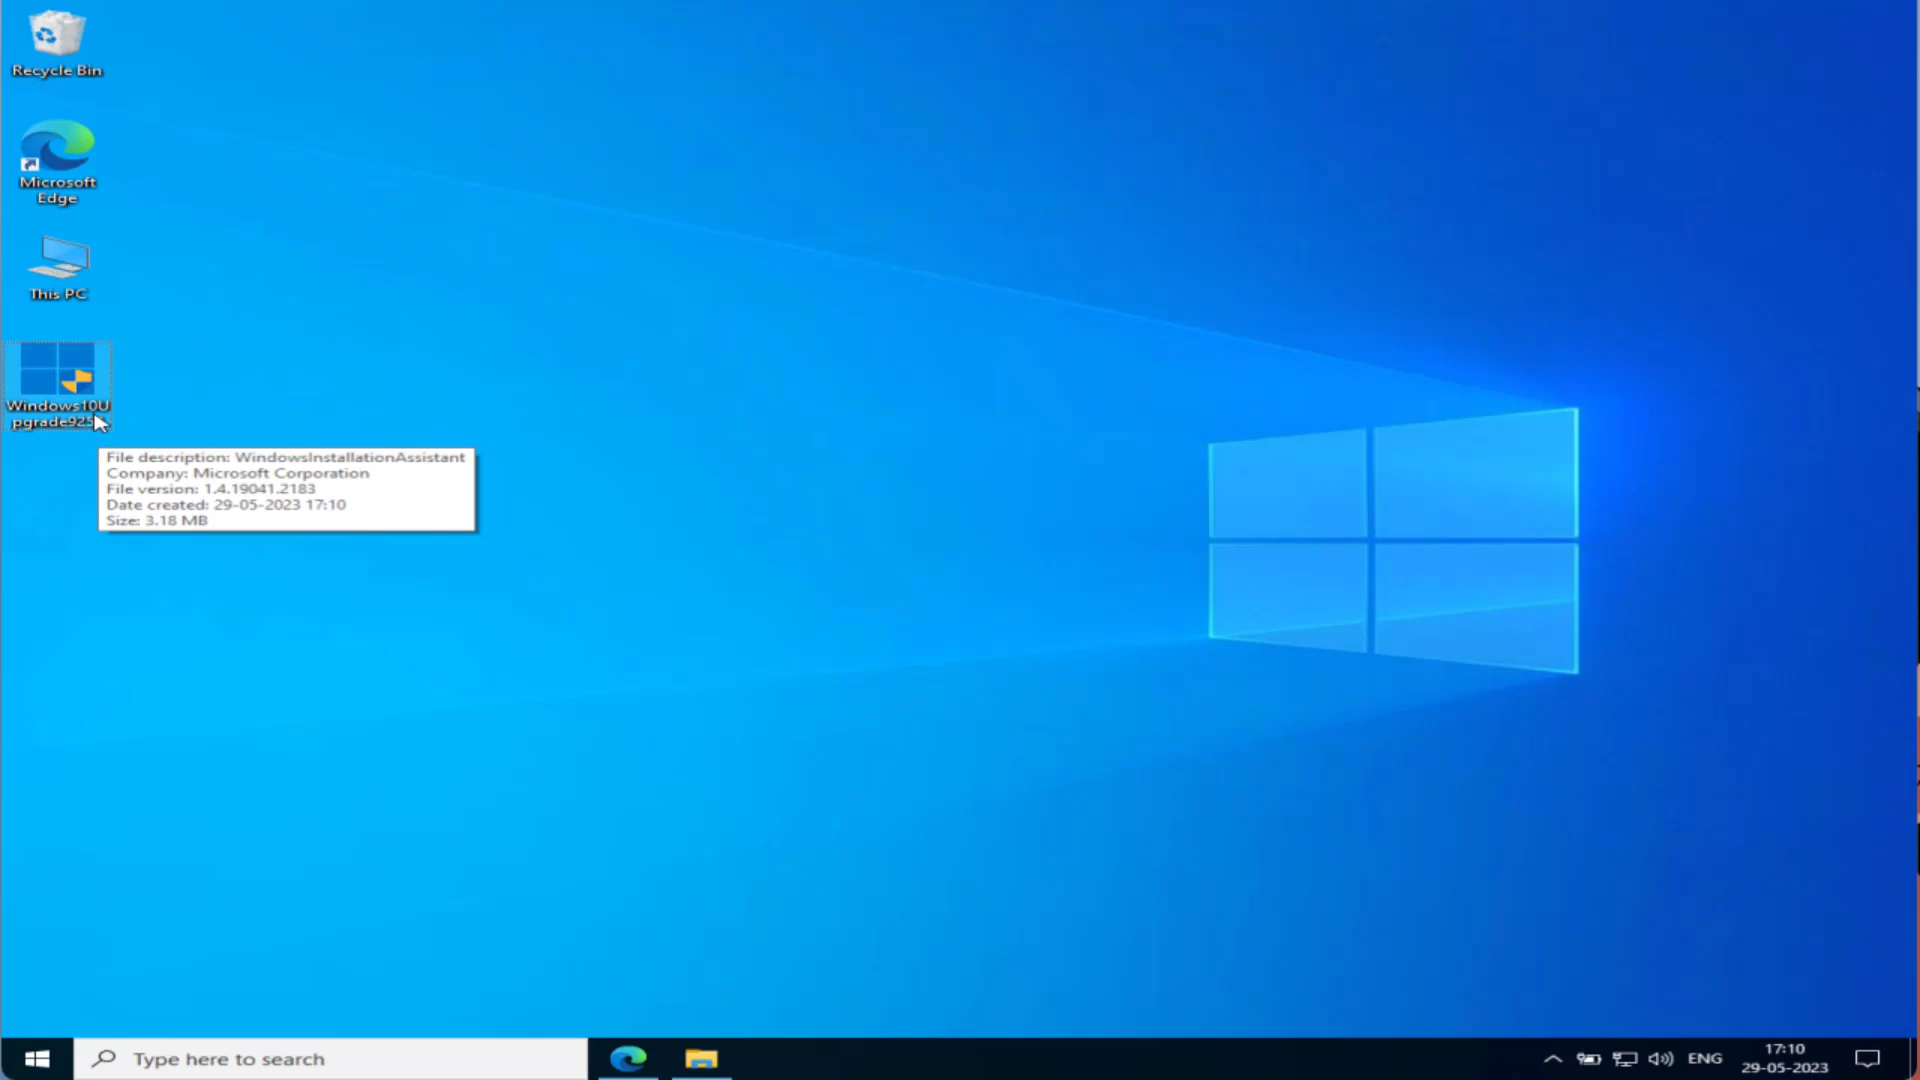 Recycle Bin
Microsoft
Edge
This PC
Windows10U
pgrade925
File description: WindowsInstallationAssistant
Company: Microsoft Corporation
File version: 1.4.19041.2183
Date created: 29-05-2023 17:10
Size: 3.18 MB
Type here to search
ENG
17:10
29-05-2023